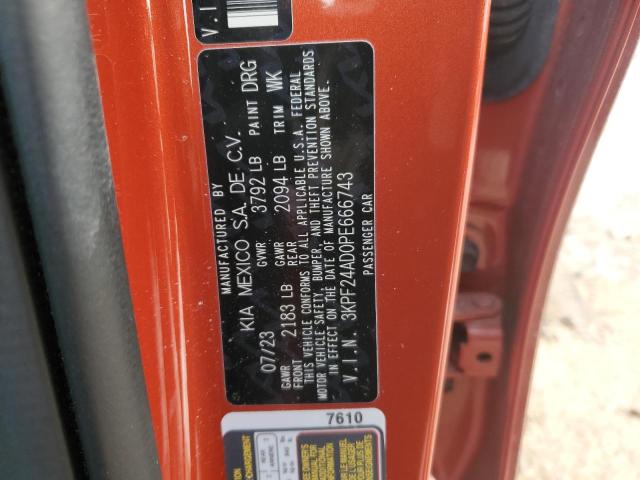 V.I
MANUFACTURED BY
KIA MEXICO S.A. DE C.V.
07/23 GVWR 3792 LB PAINT DRG
GAWR FRONT 2183 LB GAWR REAR 2094 LB TRIM WK
THIS VEHICLE CONFORMS TO ALL APPLICABLE U.S.A. FEDERAL
MOTOR VEHICLE SAFETY, BUMPER, AND THEFT PREVENTION STANDARDS
IN EFFECT ON THE DATE OF MANUFACTURE SHOWN ABOVE.
V.I.N. 3KPF24AD0PE666743
PASSENGER CAR
7610